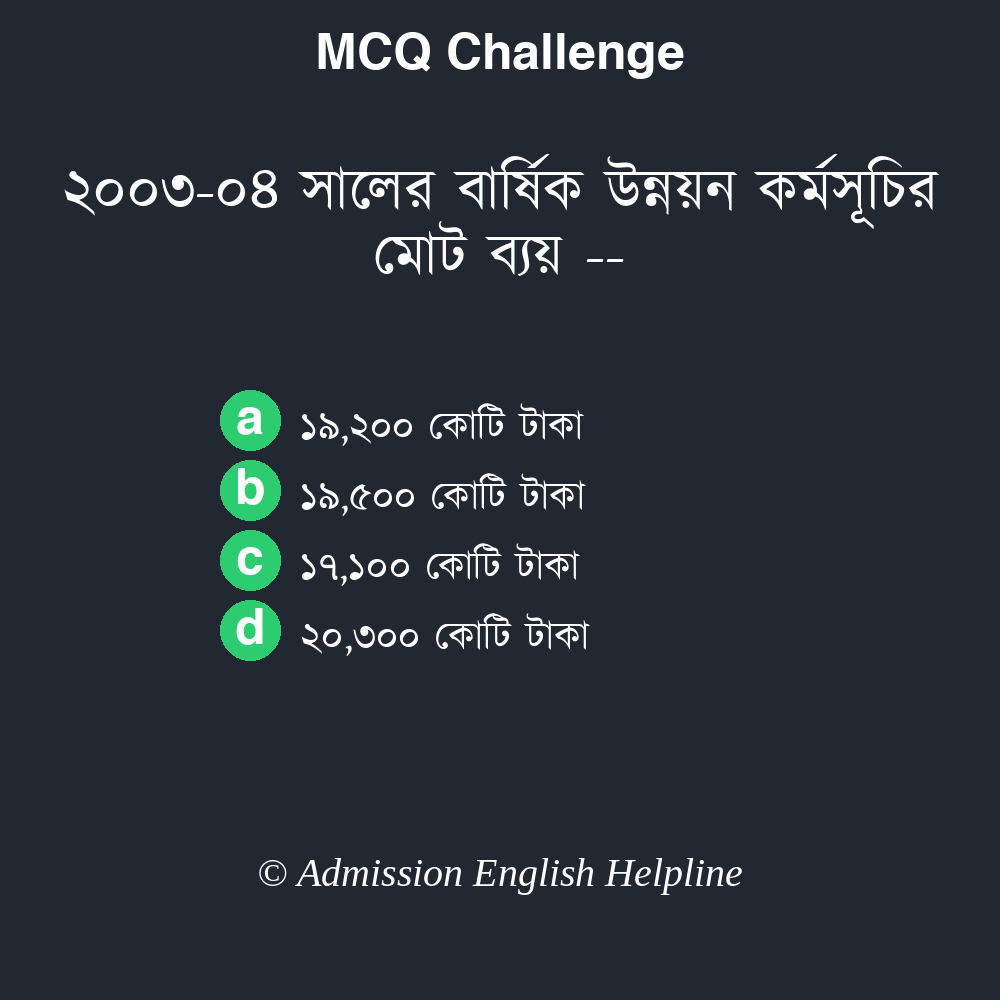 MCQ Challenge
২০০৩-০৪ সালের বার্ষিক উন্নয়ন কর্মসূচির
মোট ব্যয় --
a ১৯,২০০ কোটি টাকা
b ১৯,৫০০ কোটি টাকা
c ১৭,১০০ কোটি টাকা
d ২০,৩০০ কোটি টাকা
© Admission English Helpline